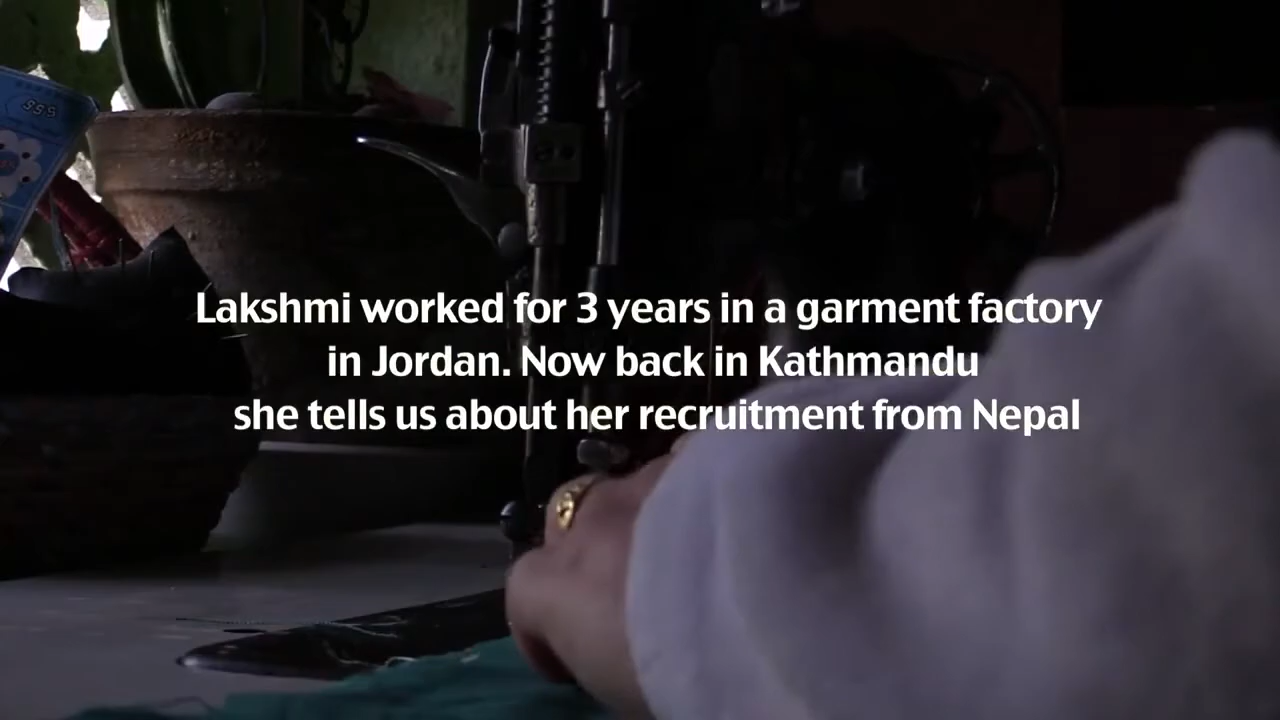 555
Lakshmi worked for 3 years in a garment factory
in Jordan. Now back in Kathmandu
she tells us about her recruitment from Nepal